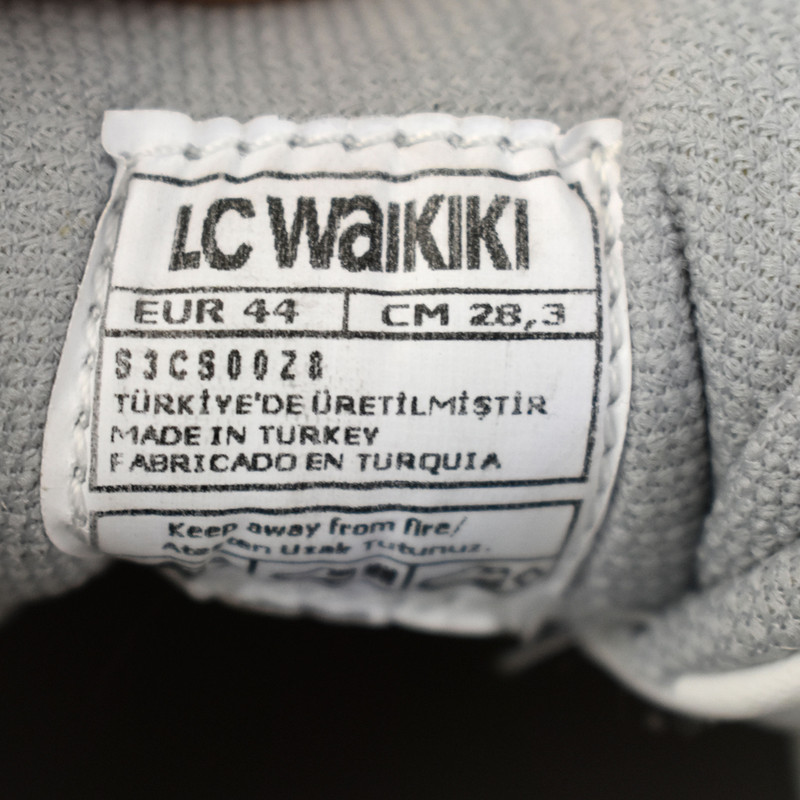 LC WAIKIKI
EUR 44 CM 28,3
S3CS00Z8
TÜRKİYE'DE ÜRETİLMİŞTİR
MADE IN TURKEY
FABRICADO EN TURQUIA
Keep away from fire/
Ateşten Uzak Tutunuz.